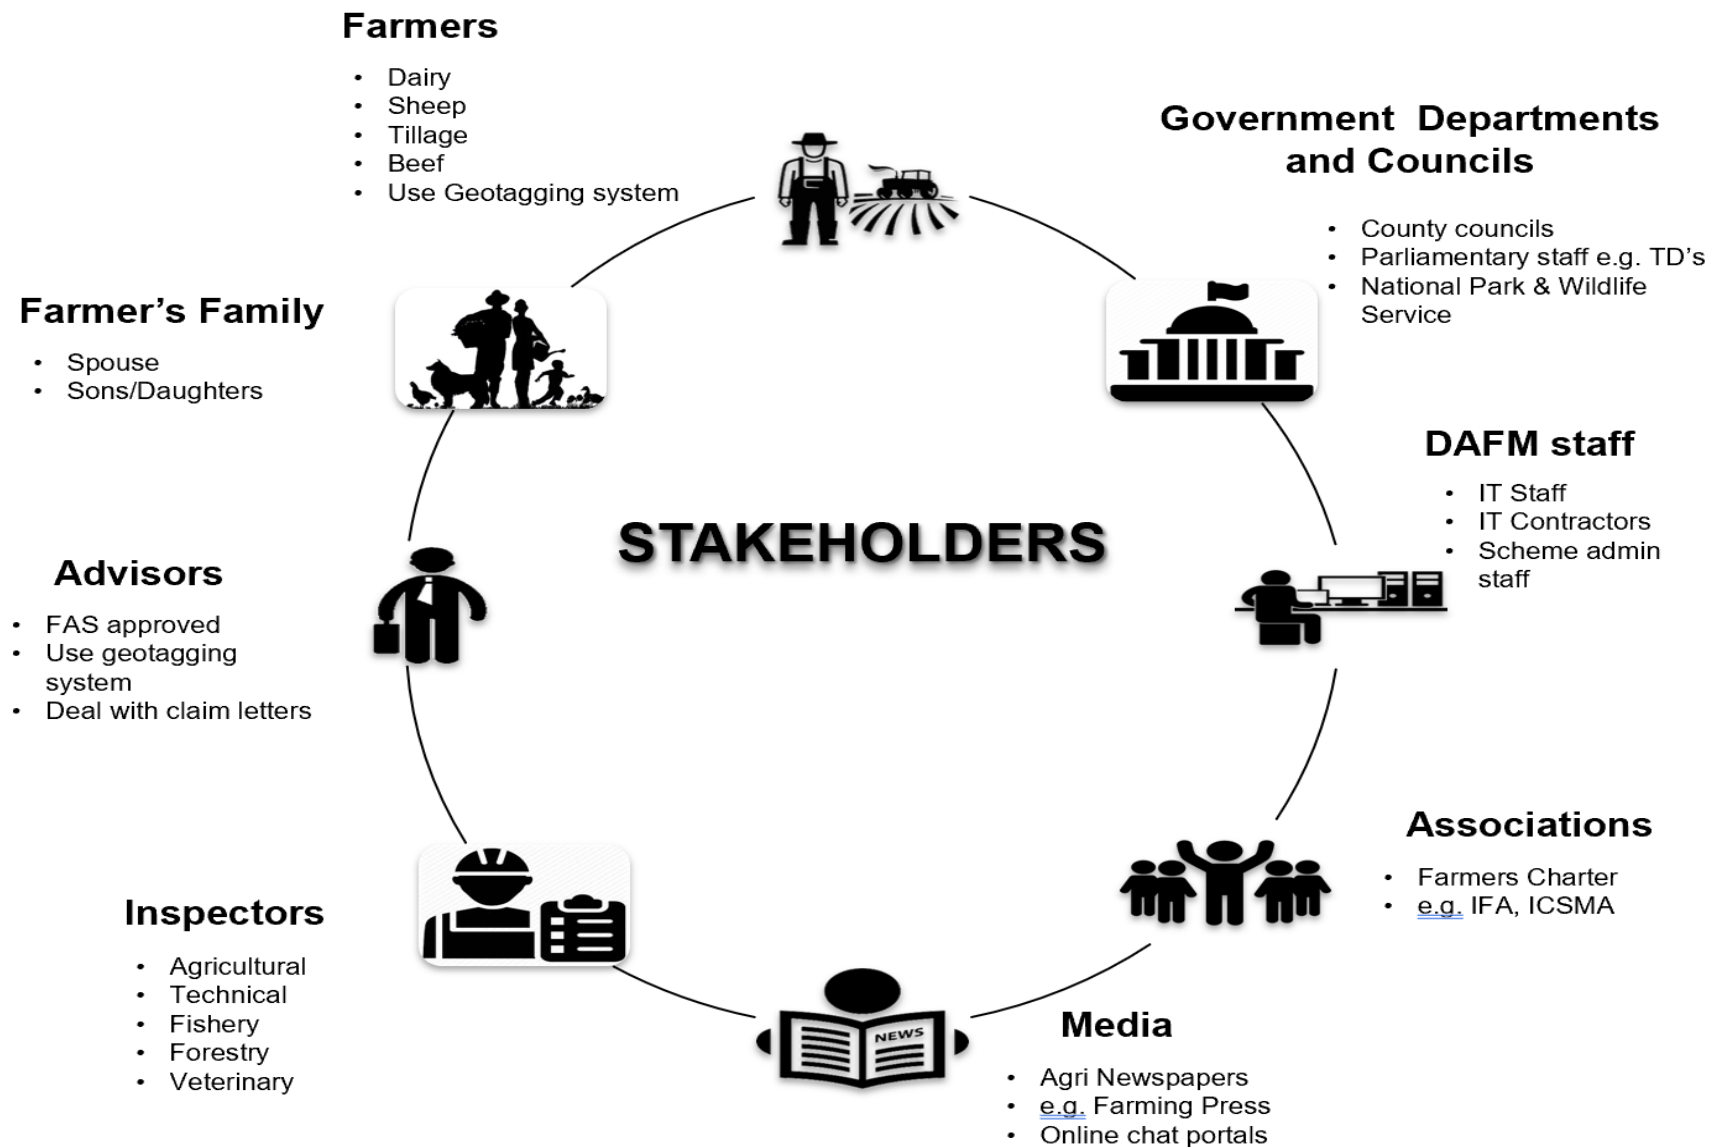 Farmers
• Dairy
• Sheep
• Tillage
• Beef
• Use Geotagging system
Government Departments
and Councils
• County councils
• Parliamentary staff e.g. TD's
• National Park & Wildlife
Service
Farmer's Family
• Spouse
• Sons/Daughters
DAFM staff
• IT Staff
• IT Contractors
• Scheme admin
staff
STAKEHOLDERS
Advisors
• FAS approved
• Use geotagging
system
• Deal with claim letters
Associations
• Farmers Charter
• e.g. IFA, ICSMA
Inspectors
• Agricultural
• Technical
• Fishery
• Forestry
• Veterinary
NEWS
Media
• Agri Newspapers
• e.g. Farming Press
• Online chat portals